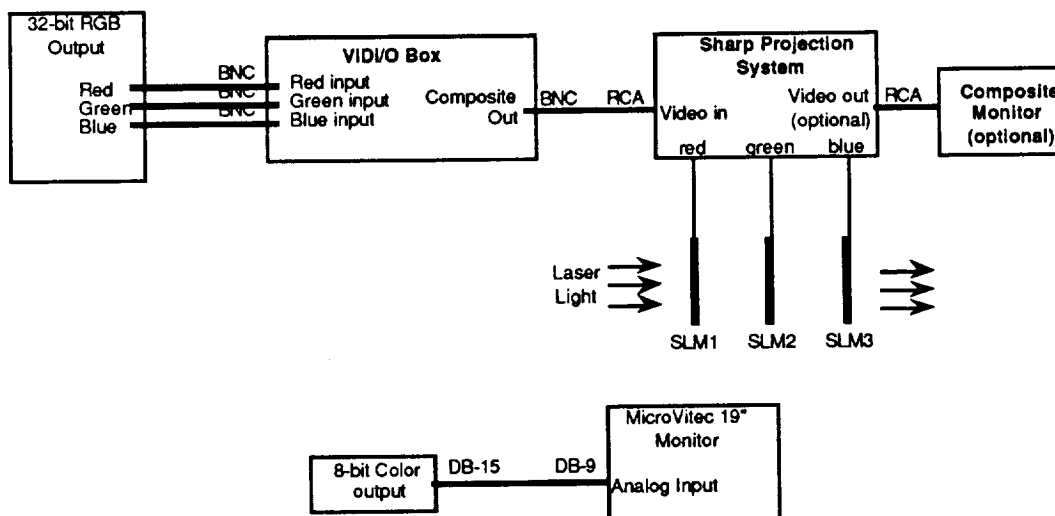 32-bit RGB
Output
Red
Green
Blue
BNC
BNC
BNC
VIDI/O Box
Red input
Green input
Blue input
Composite
Out
BNC
RCA
Sharp Projection
System
Video in
Video out
(optional)
red
green
blue
RCA
Composite
Monitor
(optional)
Laser
Light
SLM1
SLM2
SLM3
8-bit Color
output
DB-15
DB-9
MicroVitec 19"
Monitor
Analog Input